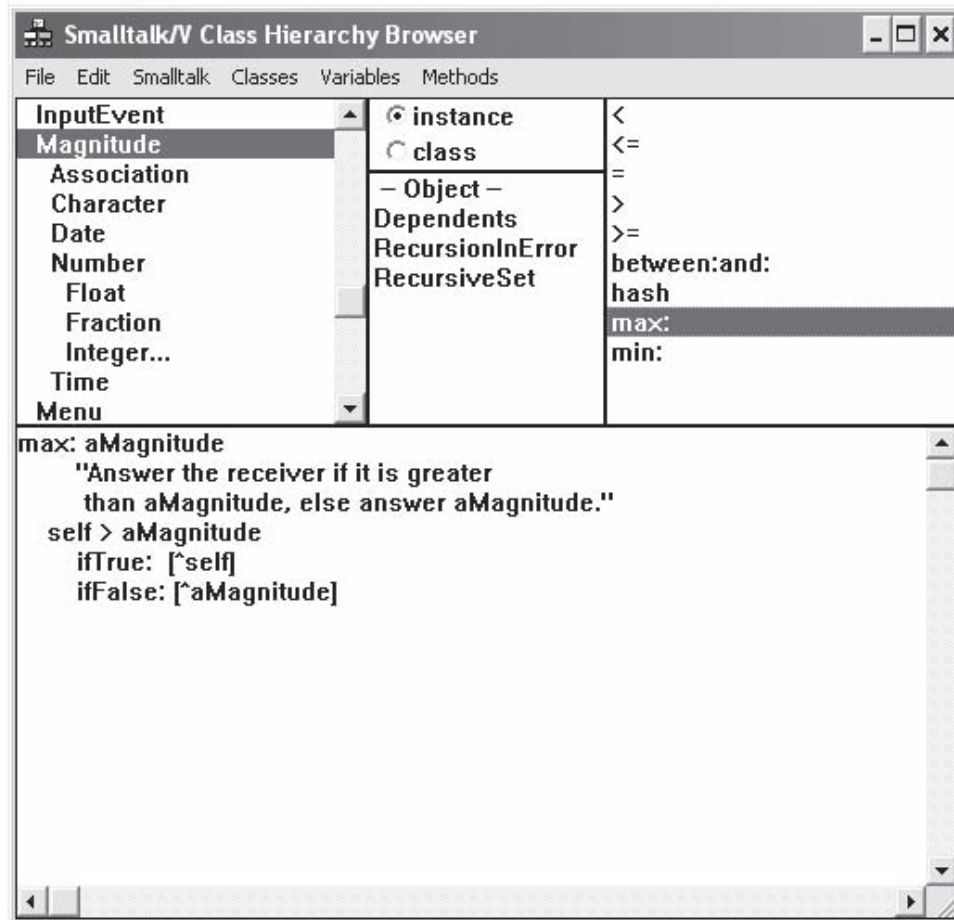 Smalltalk/V Class Hierarchy Browser
File Edit Smalltalk Classes Variables Methods
InputEvent
Magnitude
Association
Character
Date
Number
Float
Fraction
Integer...
Time
Menu
instance
class
– Object –
Dependents
RecursionInError
RecursiveSet
<
<=
=
>
>=
between:and:
hash
max:
min:
max: aMagnitude
"Answer the receiver if it is greater
than aMagnitude, else answer aMagnitude."
self > aMagnitude
ifTrue: [^self]
ifFalse: [^aMagnitude]